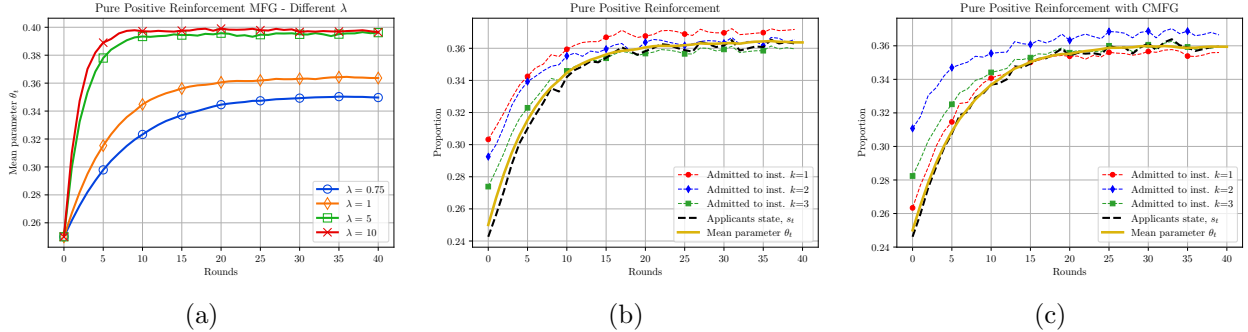 Pure Positive Reinforcement MFG - Different λ
Mean parameter θt
0.40
0.38
0.36
0.34
0.32
0.30
0.28
0.26
λ = 0.75
λ = 1
λ = 5
λ = 10
0 5 10 15 20 25 30 35 40
Rounds
(a)
Pure Positive Reinforcement
Proportion
0.36
0.34
0.32
0.30
0.28
0.26
0.24
Admitted to inst. k=1
Admitted to inst. k=2
Admitted to inst. k=3
Applicants state, st
Mean parameter θt
0 5 10 15 20 25 30 35 40
Rounds
(b)
Pure Positive Reinforcement with CMFG
Proportion
0.36
0.34
0.32
0.30
0.28
0.26
0.24
Admitted to inst. k=1
Admitted to inst. k=2
Admitted to inst. k=3
Applicants state, st
Mean parameter θt
0 5 10 15 20 25 30 35 40
Rounds
(c)